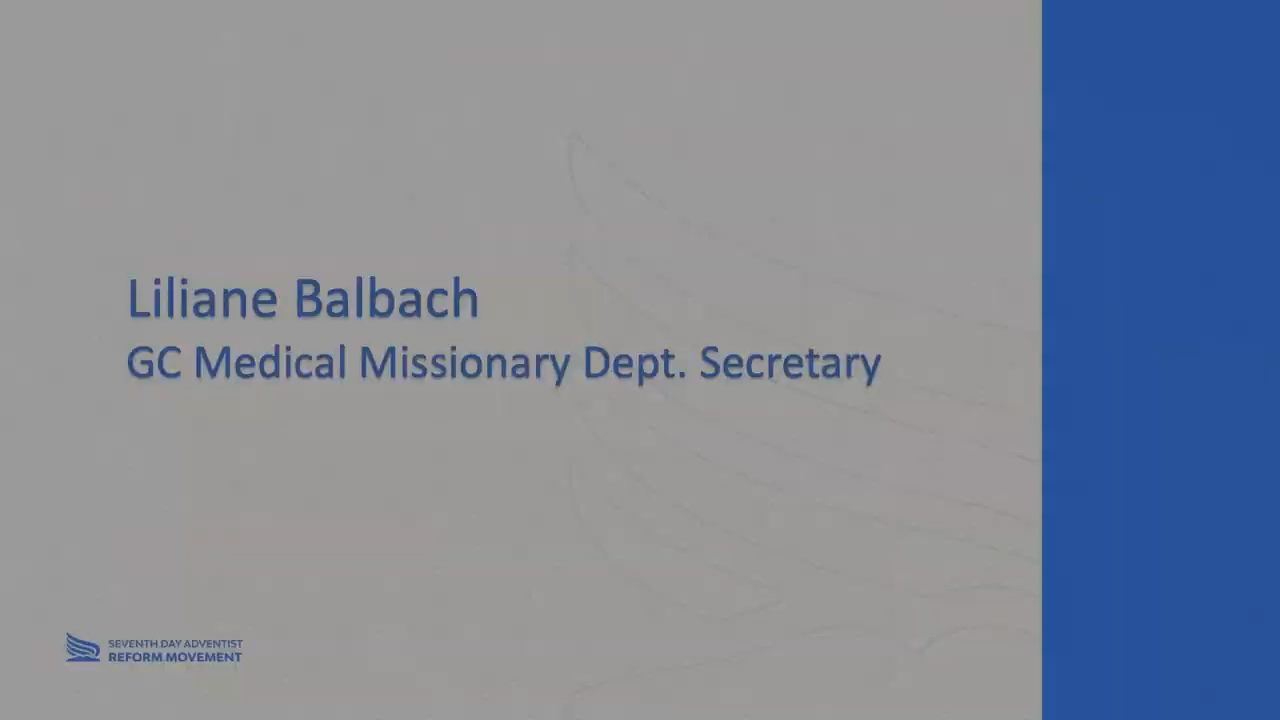 Liliane Balbach
GC Medical Missionary Dept. Secretary
SEVENTH DAY ADVENTIST
REFORM MOVEMENT